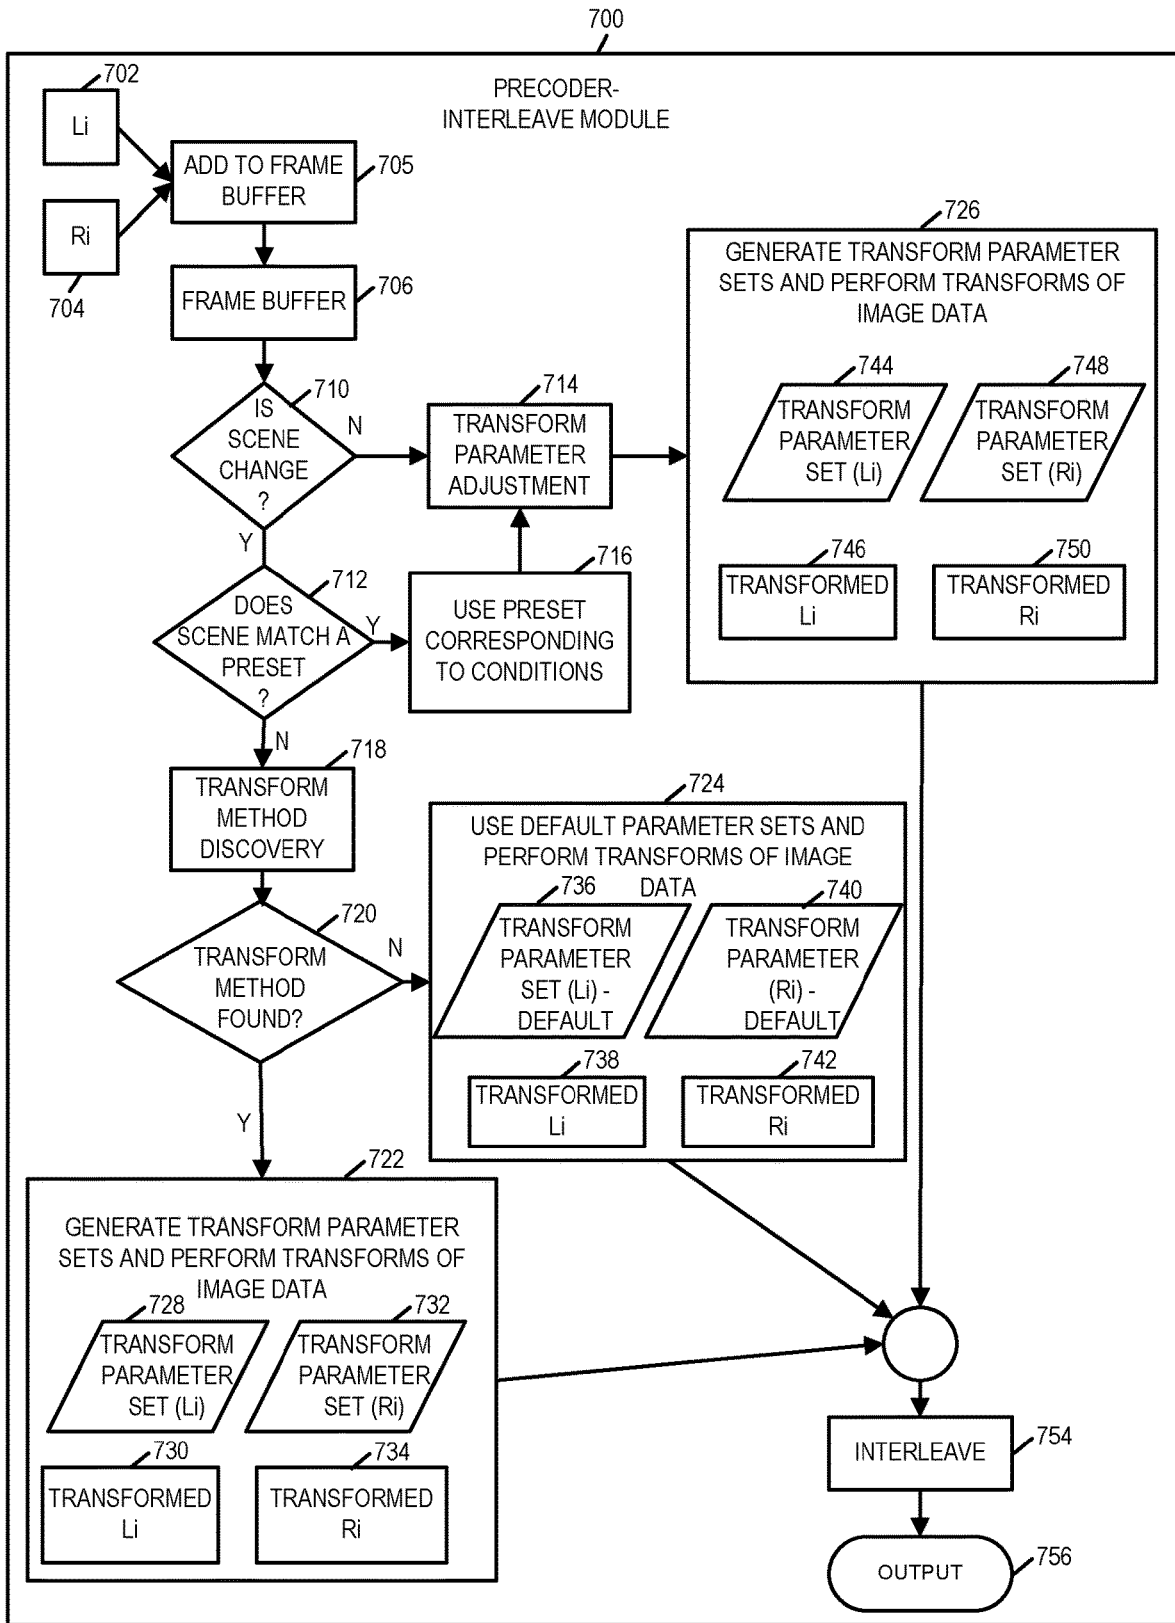 700
702
PRECODER-
INTERLEAVE MODULE
Li
ADD TO FRAME
BUFFER
705
Ri
704
FRAME BUFFER
706
726
GENERATE TRANSFORM PARAMETER
SETS AND PERFORM TRANSFORMS OF
IMAGE DATA
744
TRANSFORM
PARAMETER
SET (Li)
748
TRANSFORM
PARAMETER
SET (Ri)
746
TRANSFORMED
Li
750
TRANSFORMED
Ri
710
IS
SCENE
CHANGE
?
N
Y
714
TRANSFORM
PARAMETER
ADJUSTMENT
712
DOES
SCENE MATCH A
PRESET
?
Y
N
716
USE PRESET
CORRESPONDING
TO CONDITIONS
718
TRANSFORM
METHOD
DISCOVERY
720
TRANSFORM
METHOD
FOUND?
N
Y
724
USE DEFAULT PARAMETER SETS AND
PERFORM TRANSFORMS OF IMAGE
DATA
736
TRANSFORM
PARAMETER
SET (Li) -
DEFAULT
740
TRANSFORM
PARAMETER
(Ri) -
DEFAULT
738
TRANSFORMED
Li
742
TRANSFORMED
Ri
722
GENERATE TRANSFORM PARAMETER
SETS AND PERFORM TRANSFORMS OF
IMAGE DATA
728
TRANSFORM
PARAMETER
SET (Li)
732
TRANSFORM
PARAMETER
SET (Ri)
730
TRANSFORMED
Li
734
TRANSFORMED
Ri
INTERLEAVE
754
OUTPUT
756